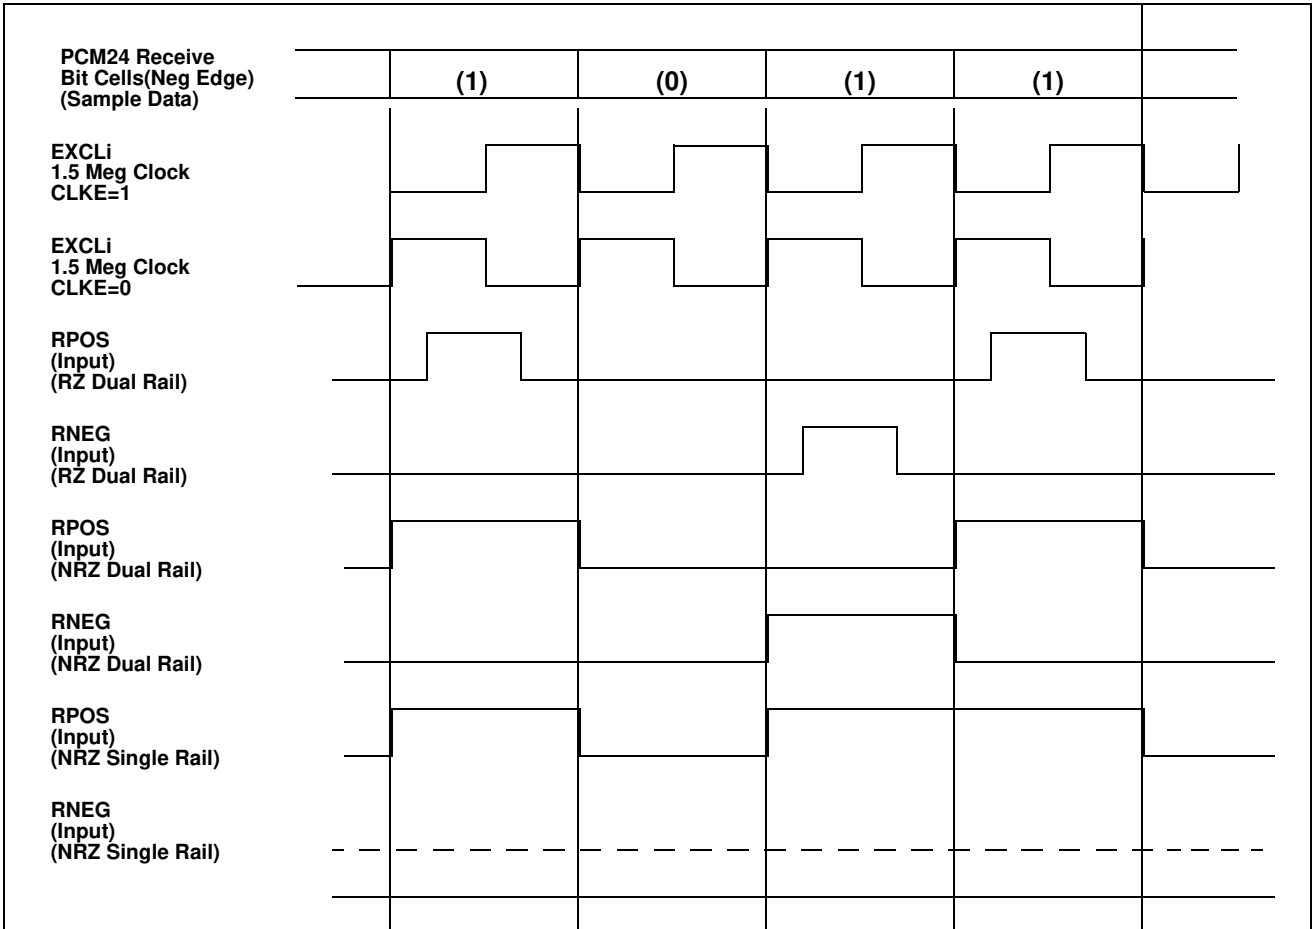 PCM24 Receive
Bit Cells(Neg Edge)
(Sample Data)
(1)
(0)
(1)
(1)
EXCLi
1.5 Meg Clock
CLKE=1
EXCLi
1.5 Meg Clock
CLKE=0
RPOS
(Input)
(RZ Dual Rail)
RNEG
(Input)
(RZ Dual Rail)
RPOS
(Input)
(NRZ Dual Rail)
RNEG
(Input)
(NRZ Dual Rail)
RPOS
(Input)
(NRZ Single Rail)
RNEG
(Input)
(NRZ Single Rail)